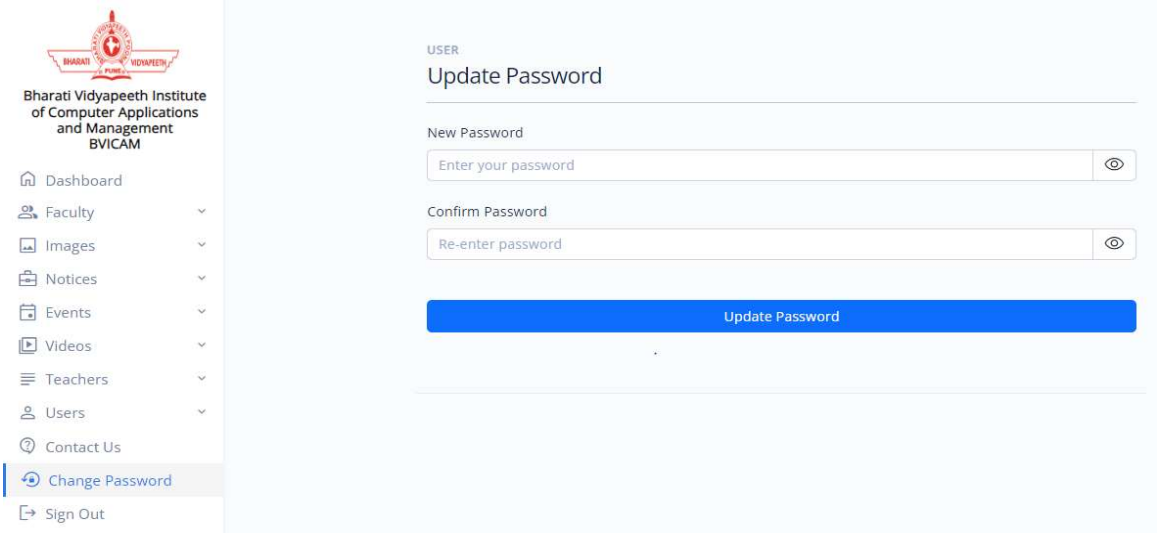 BHARATI VIDYAPEETH
PUNE
Bharati Vidyapeeth Institute
of Computer Applications
and Management
BVICAM
Dashboard
Faculty
Images
Notices
Events
Videos
Teachers
Users
Contact Us
Change Password
Sign Out
USER
Update Password
New Password
Enter your password
Confirm Password
Re-enter password
Update Password
.